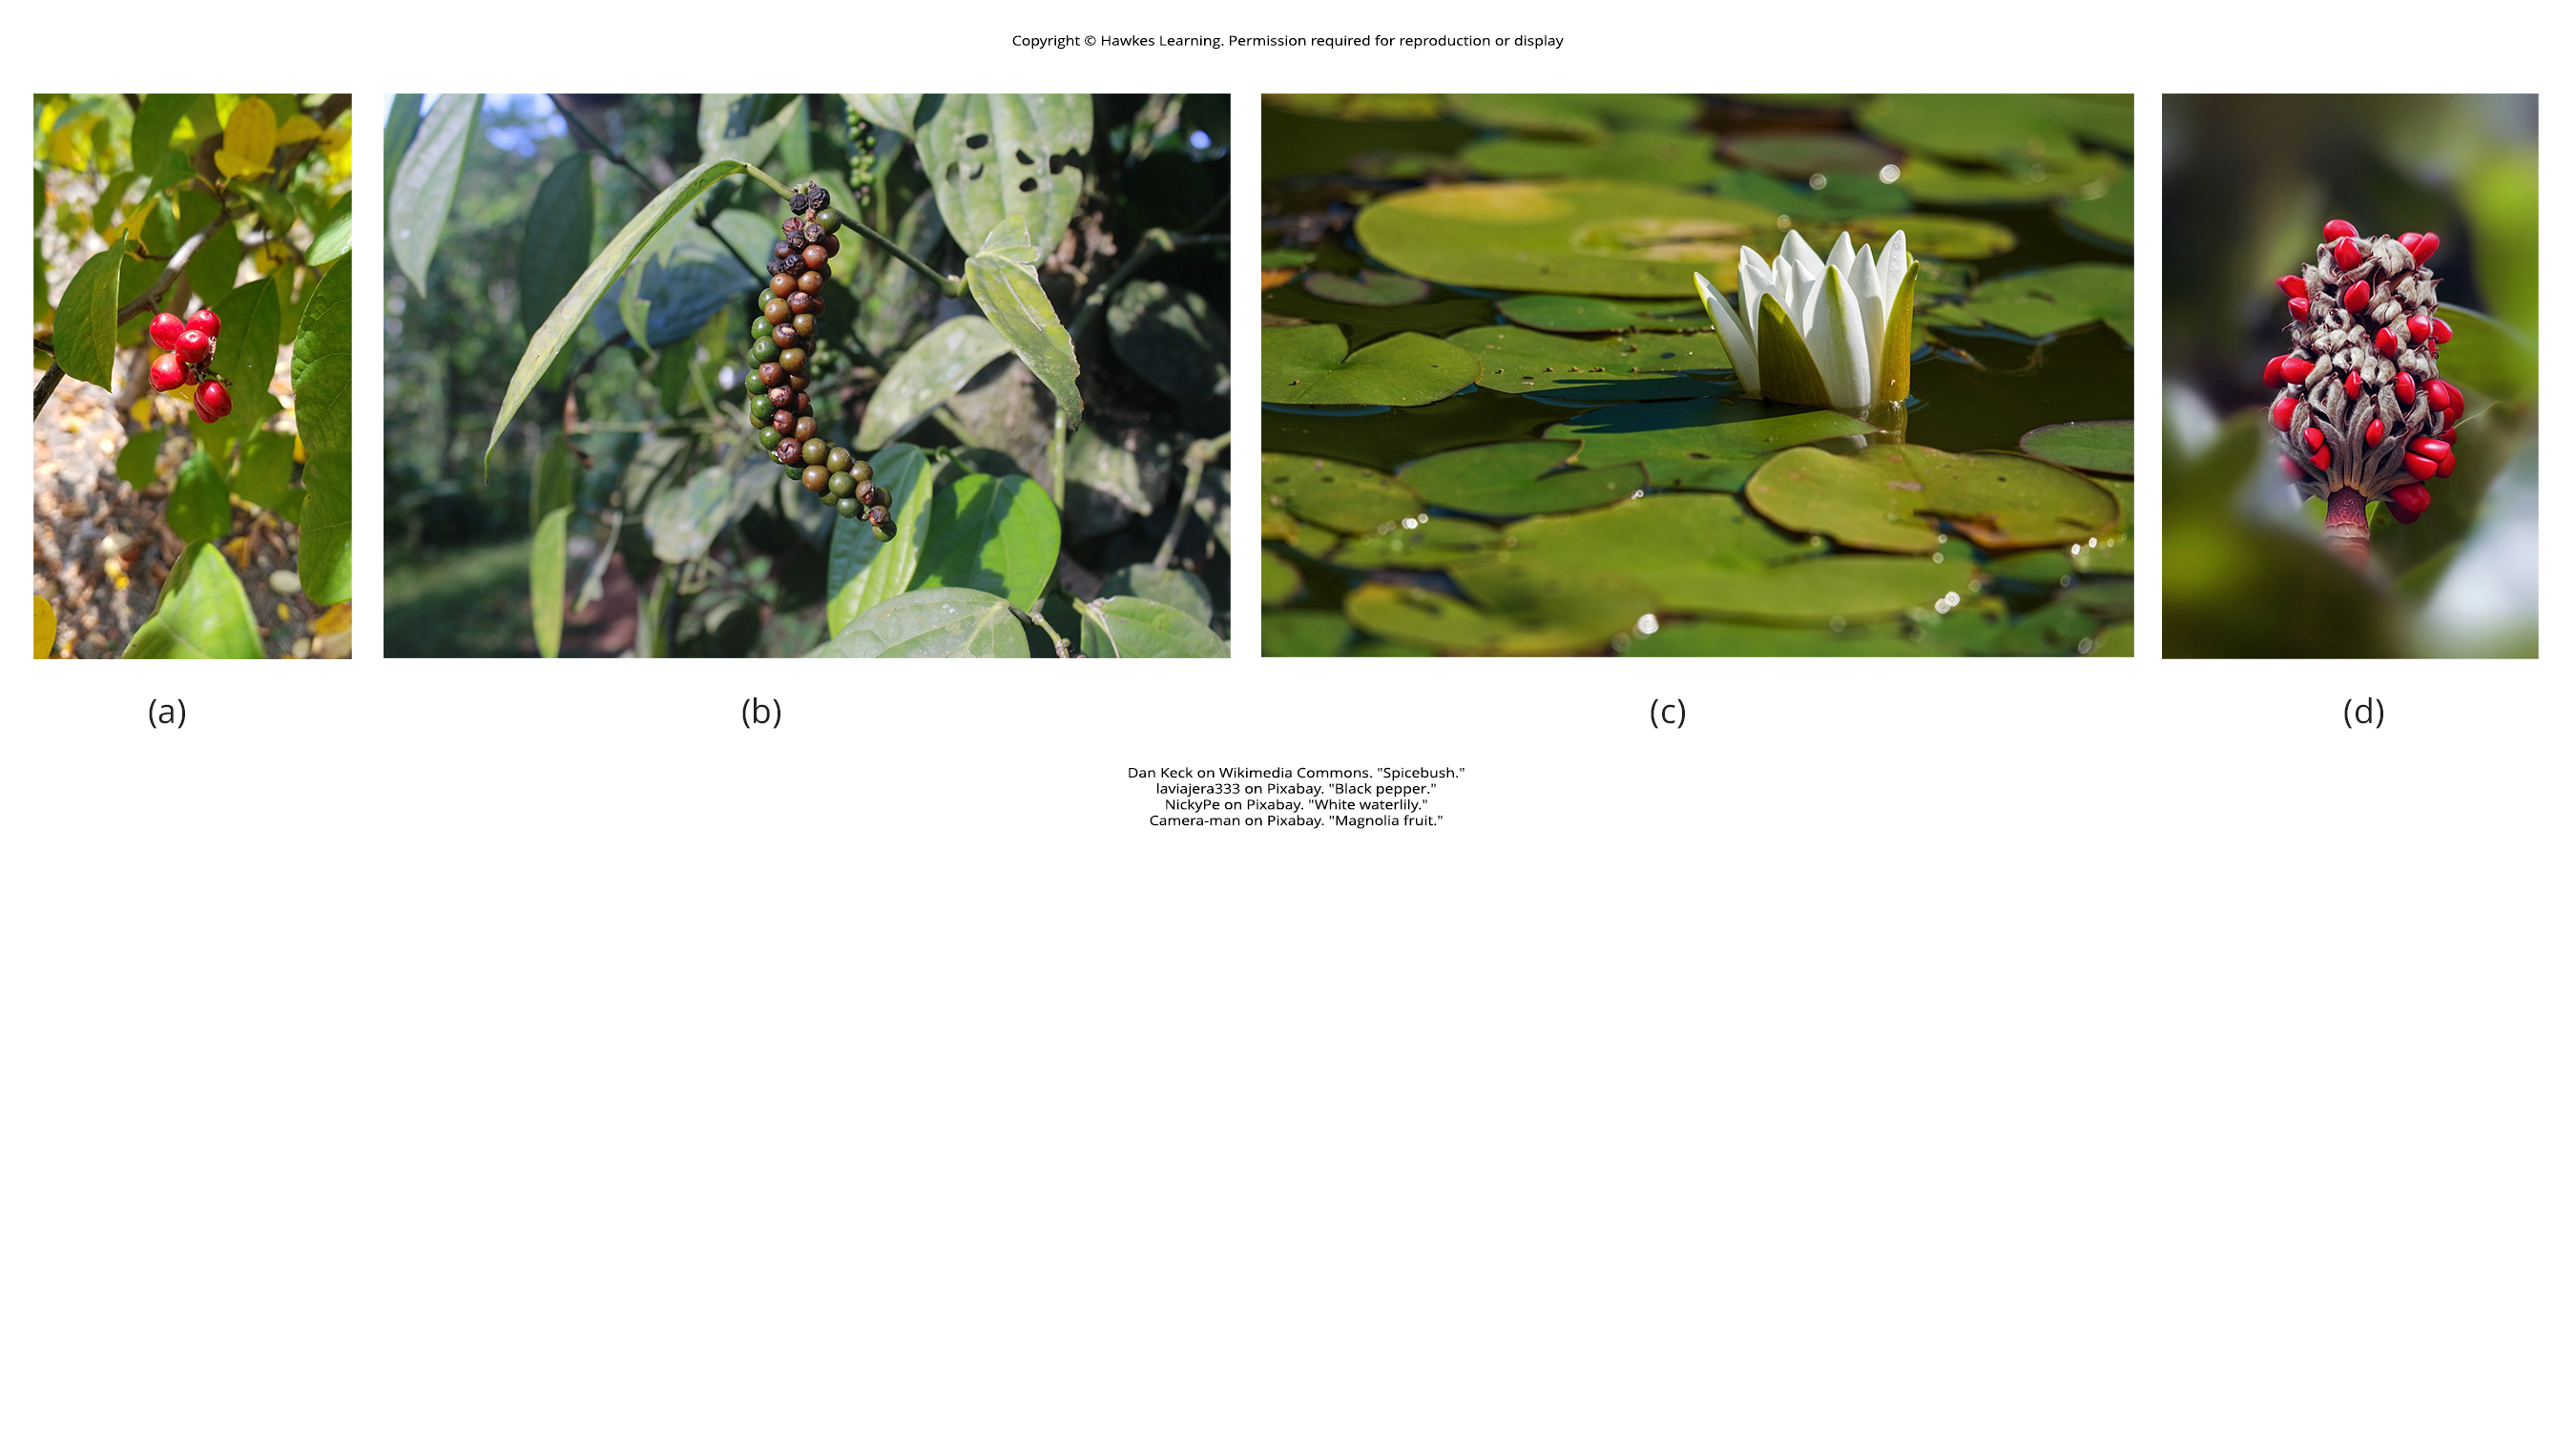 Copyright © Hawkes Learning. Permission required for reproduction or display
(a)
(b)
(c)
(d)
Dan Keck on Wikimedia Commons. "Spicebush."
laviajera333 on Pixabay. "Black pepper."
NickyPe on Pixabay. "White waterlily."
Camera-man on Pixabay. "Magnolia fruit."